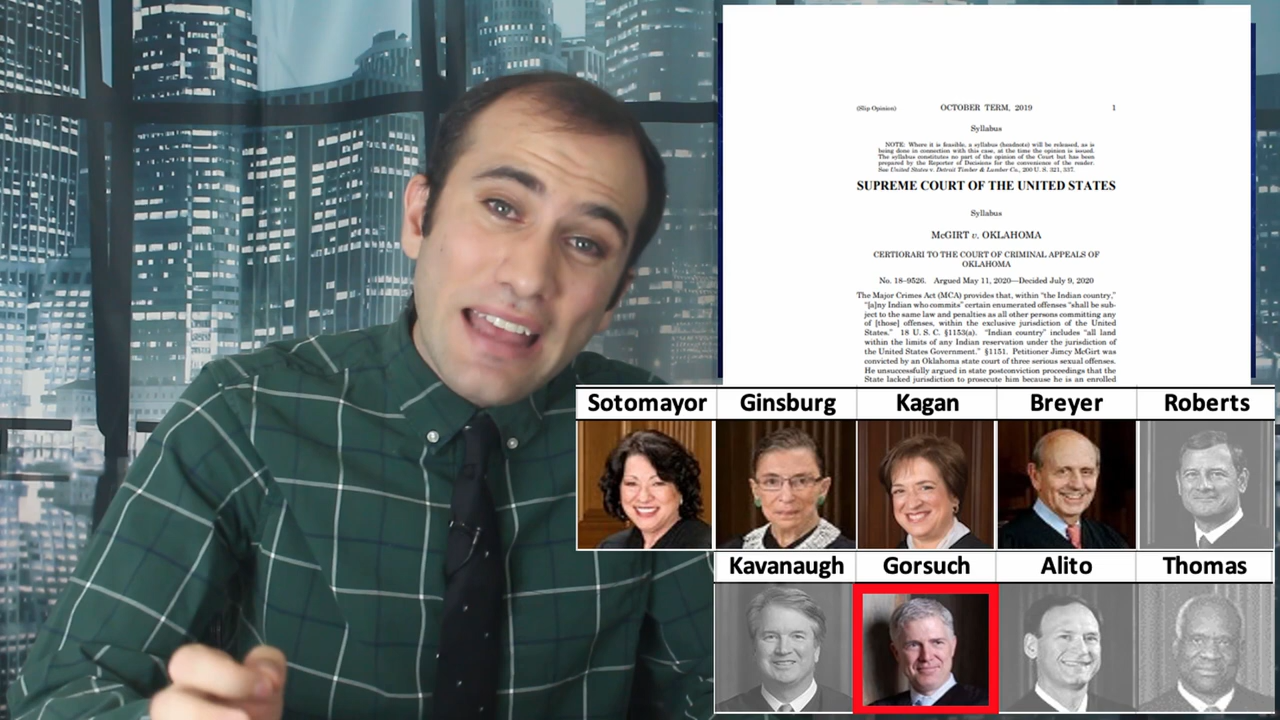 (Slip Opinion) OCTOBER TERM, 2019 1
Syllabus
NOTE: Where it is feasible, a syllabus (headnote) will be released, as is
being done in connection with this case, at the time the opinion is issued.
The syllabus constitutes no part of the opinion of the Court but has been
prepared by the Reporter of Decisions for the convenience of the reader.
See United States v. Detroit Timber & Lumber Co., 200 U. S. 321, 337.
SUPREME COURT OF THE UNITED STATES
Syllabus
McGIRT v. OKLAHOMA
CERTIORARI TO THE COURT OF CRIMINAL APPEALS OF
OKLAHOMA
No. 18–9526. Argued May 11, 2020—Decided July 9, 2020
The Major Crimes Act (MCA) provides that, within “the Indian country,”
“[a]ny Indian who commits” certain enumerated offenses “shall be sub-
ject to the same law and penalties as all other persons committing any
of [those] offenses, within the exclusive jurisdiction of the United
States.” 18 U. S. C. §1153(a). “Indian country” includes “all land
within the limits of any Indian reservation under the jurisdiction of
the United States Government.” §1151. Petitioner Jimcy McGirt was
convicted by an Oklahoma state court of three serious sexual offenses.
He unsuccessfully argued in state postconviction proceedings that the
State lacked jurisdiction to prosecute him because he is an enrolled
Sotomayor Ginsburg Kagan Breyer Roberts
Kavanaugh Gorsuch Alito Thomas